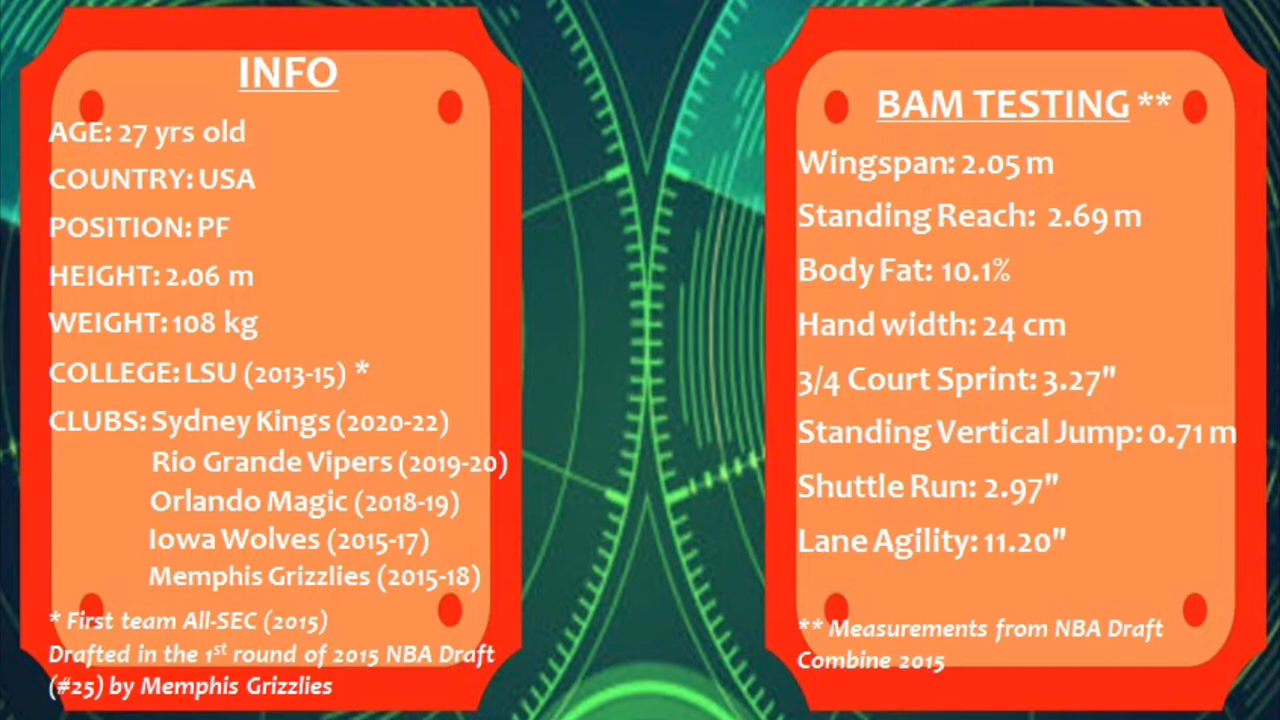 INFO
AGE: 27 yrs old
COUNTRY: USA
POSITION: PF
HEIGHT: 2.06 m
WEIGHT: 108 kg
COLLEGE: LSU (2013-15) *
CLUBS: Sydney Kings (2020-22)
Rio Grande Vipers (2019-20)
Orlando Magic (2018-19)
Iowa Wolves (2015-17)
Memphis Grizzlies (2015-18)
* First team All-SEC (2015)
Drafted in the 1st round of 2015 NBA Draft
(#25) by Memphis Grizzlies
BAM TESTING **
Wingspan: 2.05 m
Standing Reach: 2.69 m
Body Fat: 10.1%
Hand width: 24 cm
3/4 Court Sprint: 3.27"
Standing Vertical Jump: 0.71 m
Shuttle Run: 2.97"
Lane Agility: 11.20"
** Measurements from NBA Draft
Combine 2015